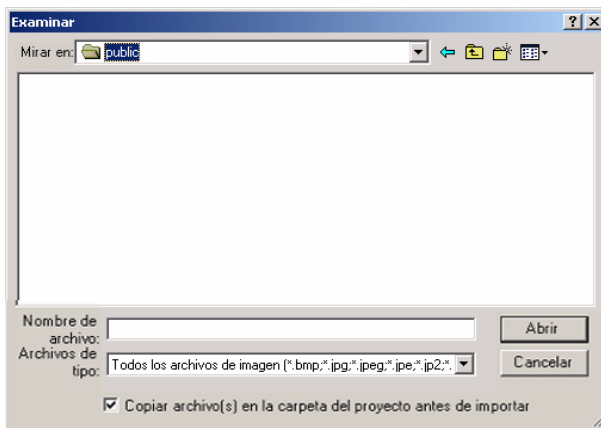 Examinar
Mirar en: public
Nombre de
archivo:
Abrir
Archivos de
tipo:
Todos los archivos de imagen (*.bmp;*.jpg;*.jpeg;*.jpe;*.jp2;*.
Cancelar
Copiar archivo(s) en la carpeta del proyecto antes de importar